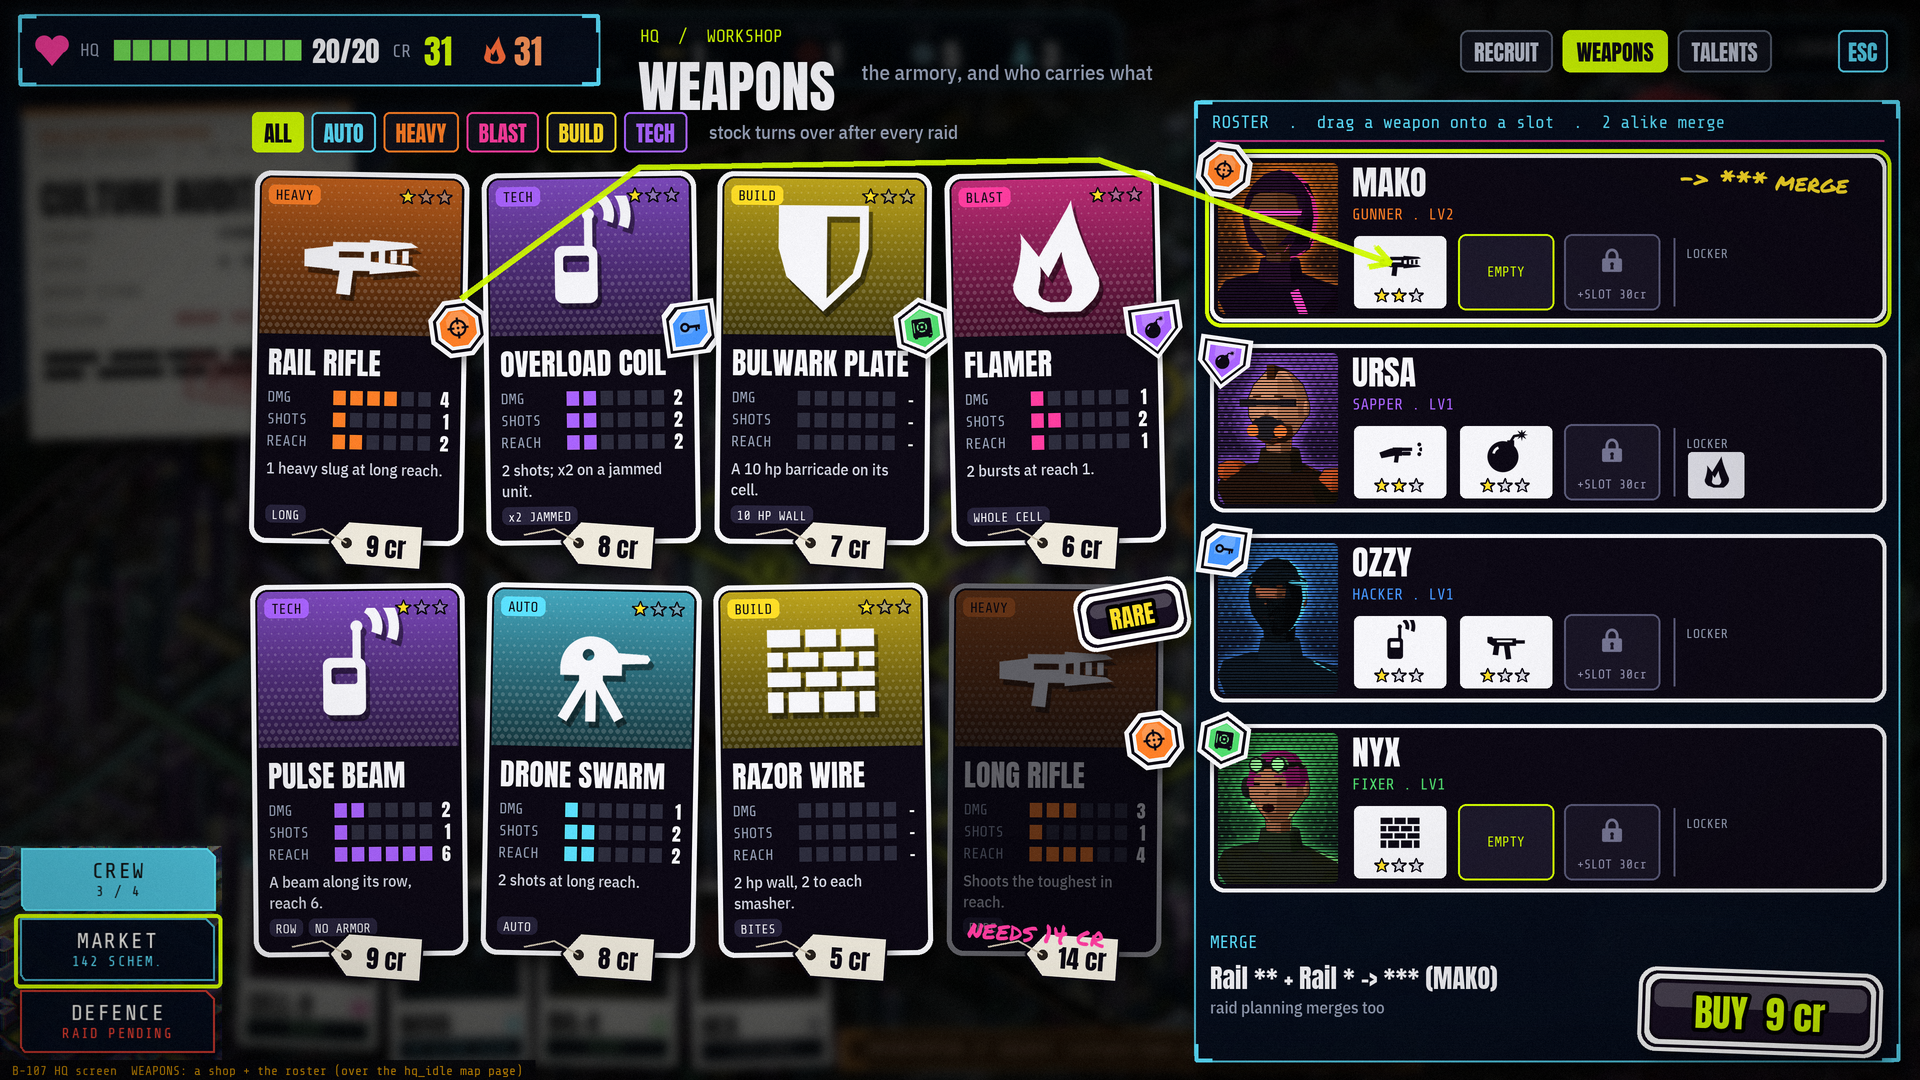 HQ 20/20 CR 31 31
HQ / WORKSHOP
WEAPONS the armory, and who carries what
RECRUIT WEAPONS TALENTS ESC
ALL AUTO HEAVY BLAST BUILD TECH stock turns over after every raid
HEAVY
RAIL RIFLE
DMG 4
SHOTS 1
REACH 2
1 heavy slug at long reach.
LONG
9 cr
TECH
OVERLOAD COIL
DMG 2
SHOTS 2
REACH 2
2 shots; x2 on a jammed
unit.
x2 JAMMED
8 cr
BUILD
BULWARK PLATE
DMG -
SHOTS -
REACH -
A 10 hp barricade on its
cell.
10 HP WALL
7 cr
BLAST
FLAMER
DMG 1
SHOTS 2
REACH 1
2 bursts at reach 1.
WHOLE CELL
6 cr
TECH
PULSE BEAM
DMG 2
SHOTS 1
REACH 6
A beam along its row,
reach 6.
ROW NO ARMOR
9 cr
AUTO
DRONE SWARM
DMG 1
SHOTS 2
REACH 2
2 shots at long reach.
AUTO
8 cr
BUILD
RAZOR WIRE
DMG -
SHOTS -
REACH -
2 hp wall, 2 to each
smasher.
BITES
5 cr
HEAVY
RARE
LONG RIFLE
DMG 3
SHOTS 1
REACH 4
Shoots the toughest in
reach.
NEEDS 14 CR
14 cr
ROSTER . drag a weapon onto a slot . 2 alike merge
MAKO
-> *** MERGE
GUNNER . LV2
EMPTY
+SLOT 30cr
LOCKER
URSA
SAPPER . LV1
+SLOT 30cr
LOCKER
OZZY
HACKER . LV1
+SLOT 30cr
LOCKER
NYX
FIXER . LV1
EMPTY
+SLOT 30cr
LOCKER
MERGE
Rail ** + Rail * -> *** (MAKO)
raid planning merges too
BUY 9 cr
CREW
3 / 4
MARKET
142 SCHEM.
DEFENCE
RAID PENDING
B-107 HQ screen WEAPONS: a shop + the roster (over the hq_idle map page)